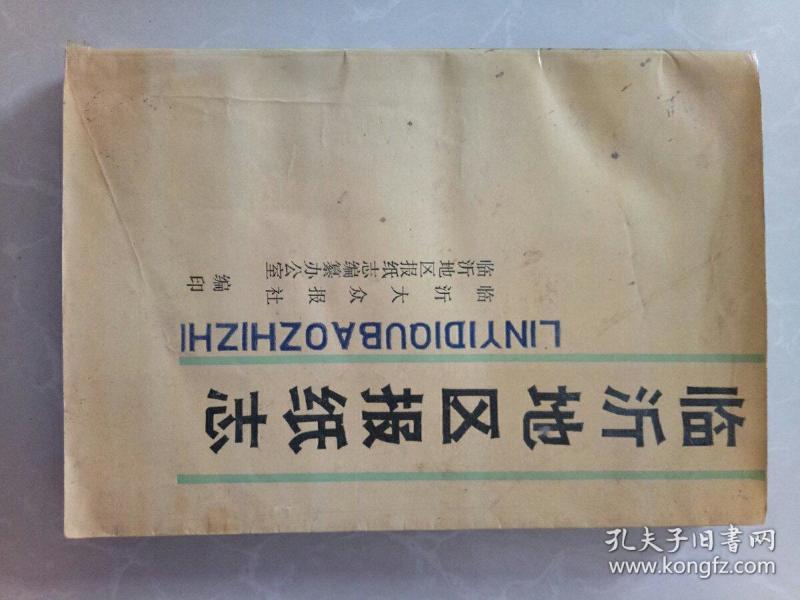 临沂地区报纸志
LINYIDIQUBAOZHIZHI
临沂大众报社
临沂地区报纸志编纂办公室
编印
孔夫子旧书网
www.kongfz.com